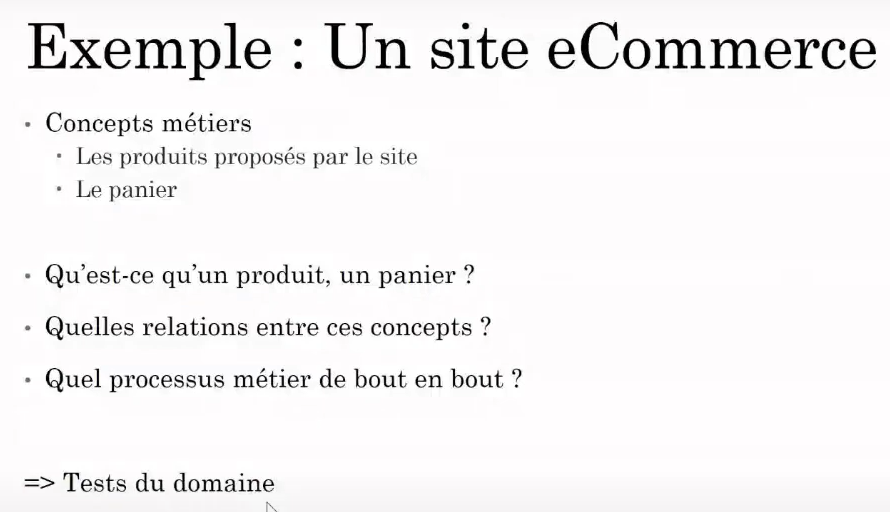 Exemple : Un site eCommerce
• Concepts métiers
• Les produits proposés par le site
• Le panier
• Qu’est-ce qu’un produit, un panier ?
• Quelles relations entre ces concepts ?
• Quel processus métier de bout en bout ?
=> Tests du domaine